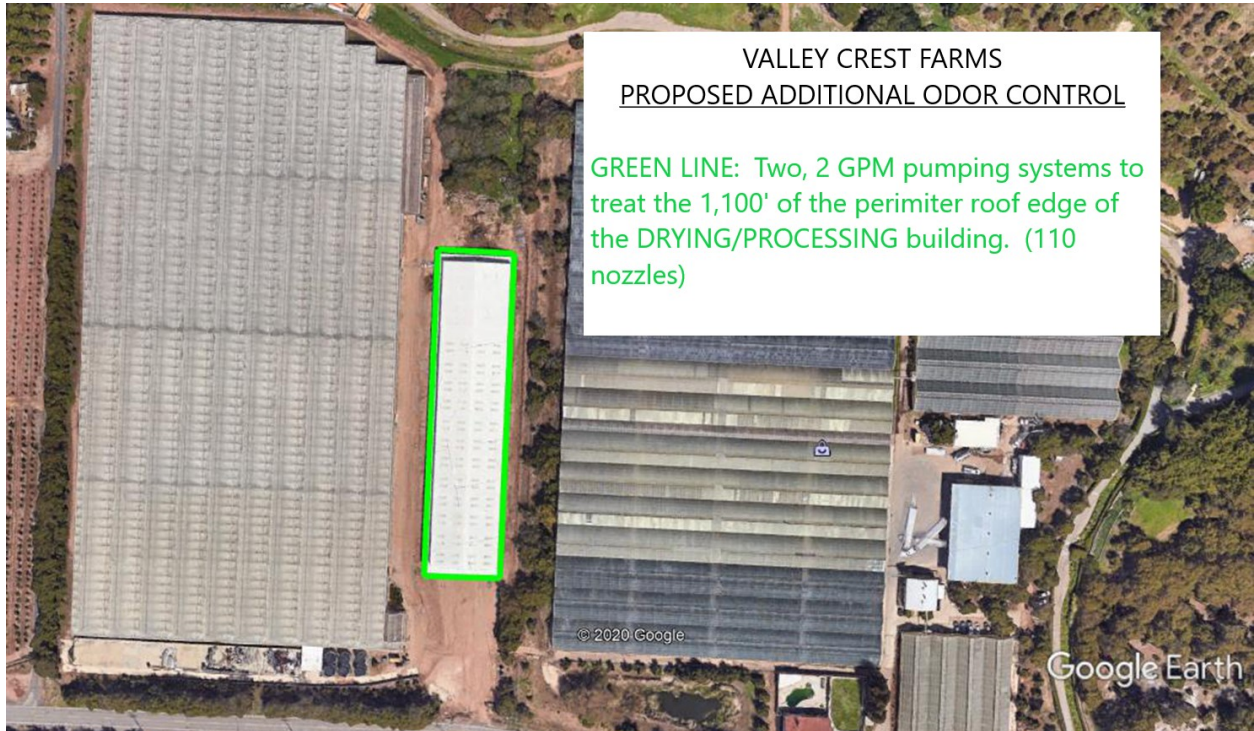 VALLEY CREST FARMS
PROPOSED ADDITIONAL ODOR CONTROL
GREEN LINE: Two, 2 GPM pumping systems to
treat the 1,100' of the perimiter roof edge of
the DRYING/PROCESSING building. (110
nozzles)
© 2020 Google
Google Earth